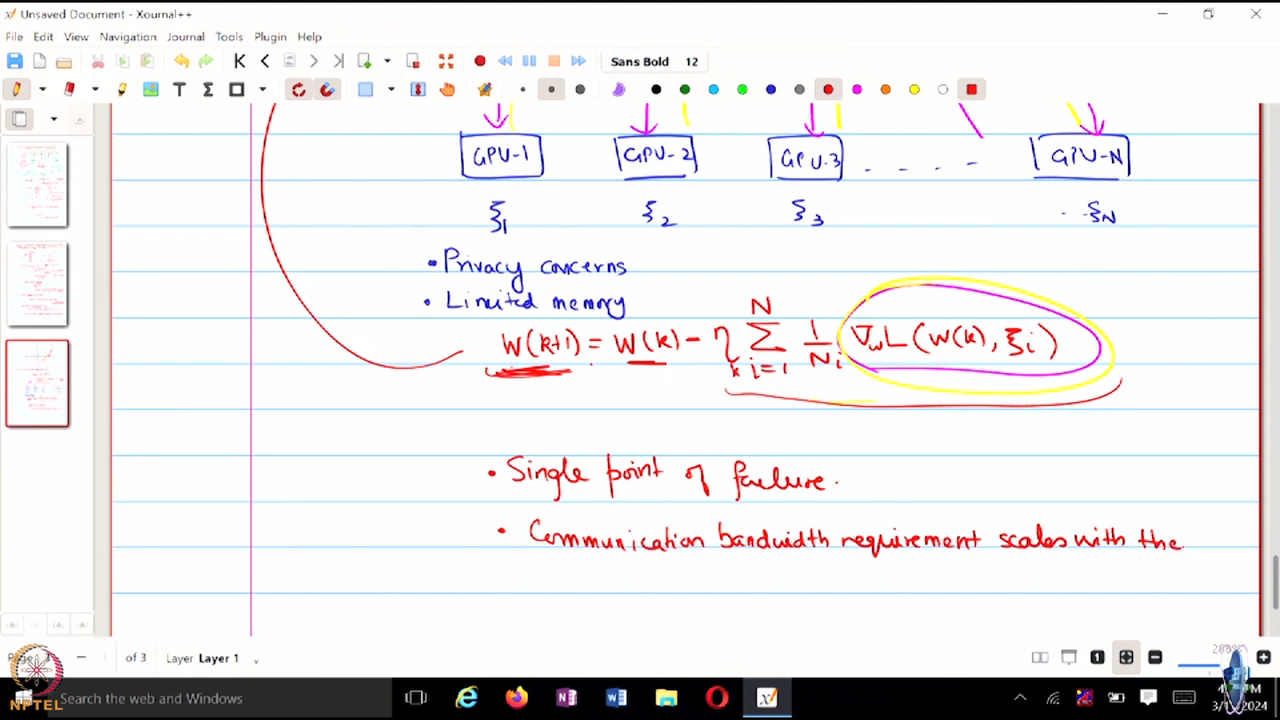 Unsaved Document - Xournal++
File Edit View Navigation Journal Tools Plugin Help
Sans Bold 12
GPU-1 GPU-2 GPU-3 . . . - GPU-N
ξ1 ξ2 ξ3 . . ξN
• Privacy concerns
• Limited memory
W(k+1) = W(k) - η_k Σ_{i=1}^{N} 1/N_i ∇_w L(W(k), ξi)
• Single point of failure.
• Communication bandwidth requirement scales with the
of 3 Layer Layer 1
NPTEL
Search the web and Windows